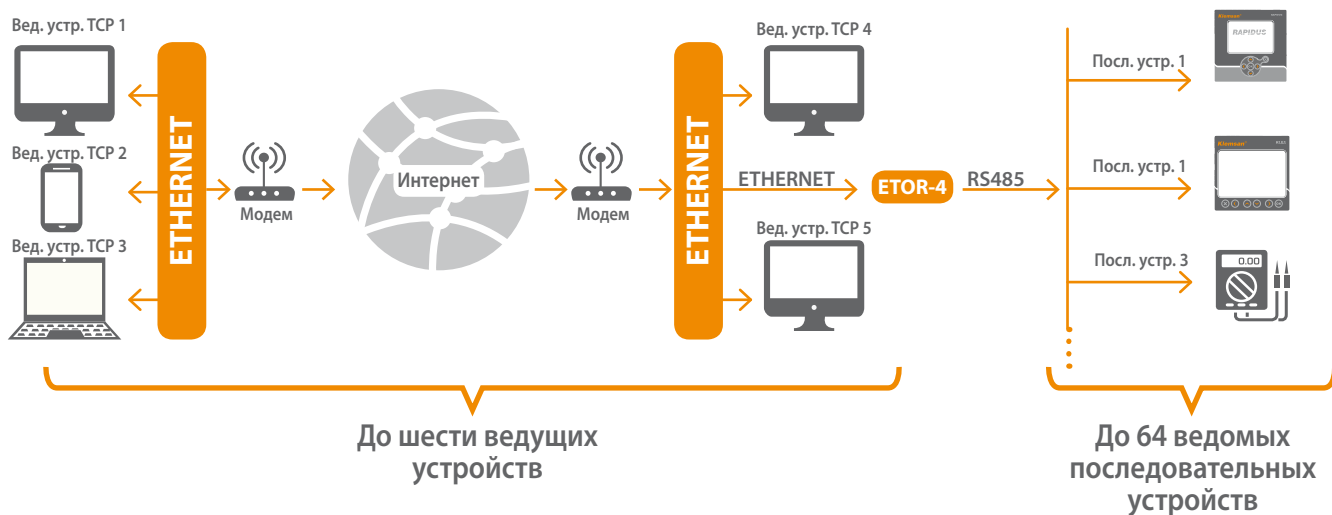 Вед. устр. TCP 1
Вед. устр. TCP 2
Вед. устр. TCP 3
ETHERNET
Модем
Интернет
Модем
ETHERNET
Вед. устр. TCP 4
ETHERNET
ETOR-4
RS485
Вед. устр. TCP 5
Посл. устр. 1
Klemsan
RAPIDUS
Посл. устр. 1
Klemsan
Посл. устр. 3
0.00
До шести ведущих
устройств
До 64 ведомых
последовательных
устройств